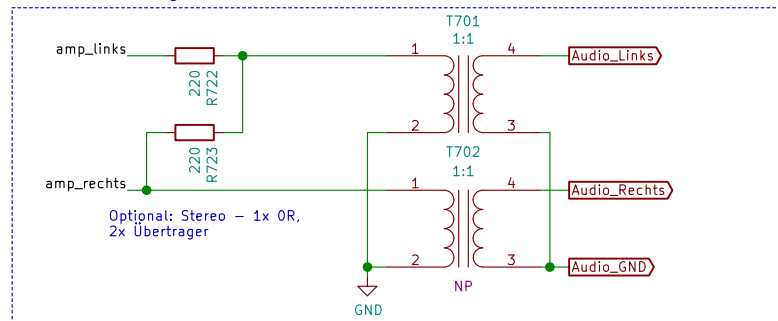 T701
1:1
amp_links
220
R722
1
4
Audio_Links
2
3
220
R723
T702
1:1
amp_rechts
1
4
Audio_Rechts
Optional: Stereo – 1x 0R,
2x Übertrager
2
3
Audio_GND
NP
GND